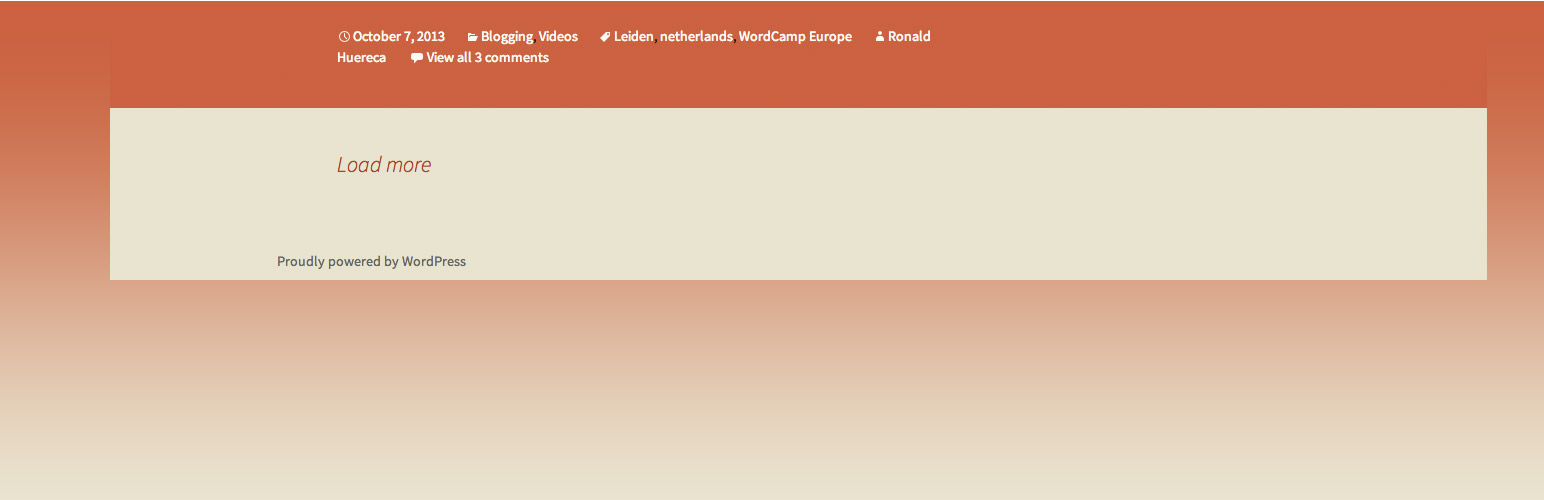 October 7, 2013 Blogging, Videos Leiden, netherlands, WordCamp Europe Ronald
Huereca View all 3 comments
Load more
Proudly powered by WordPress